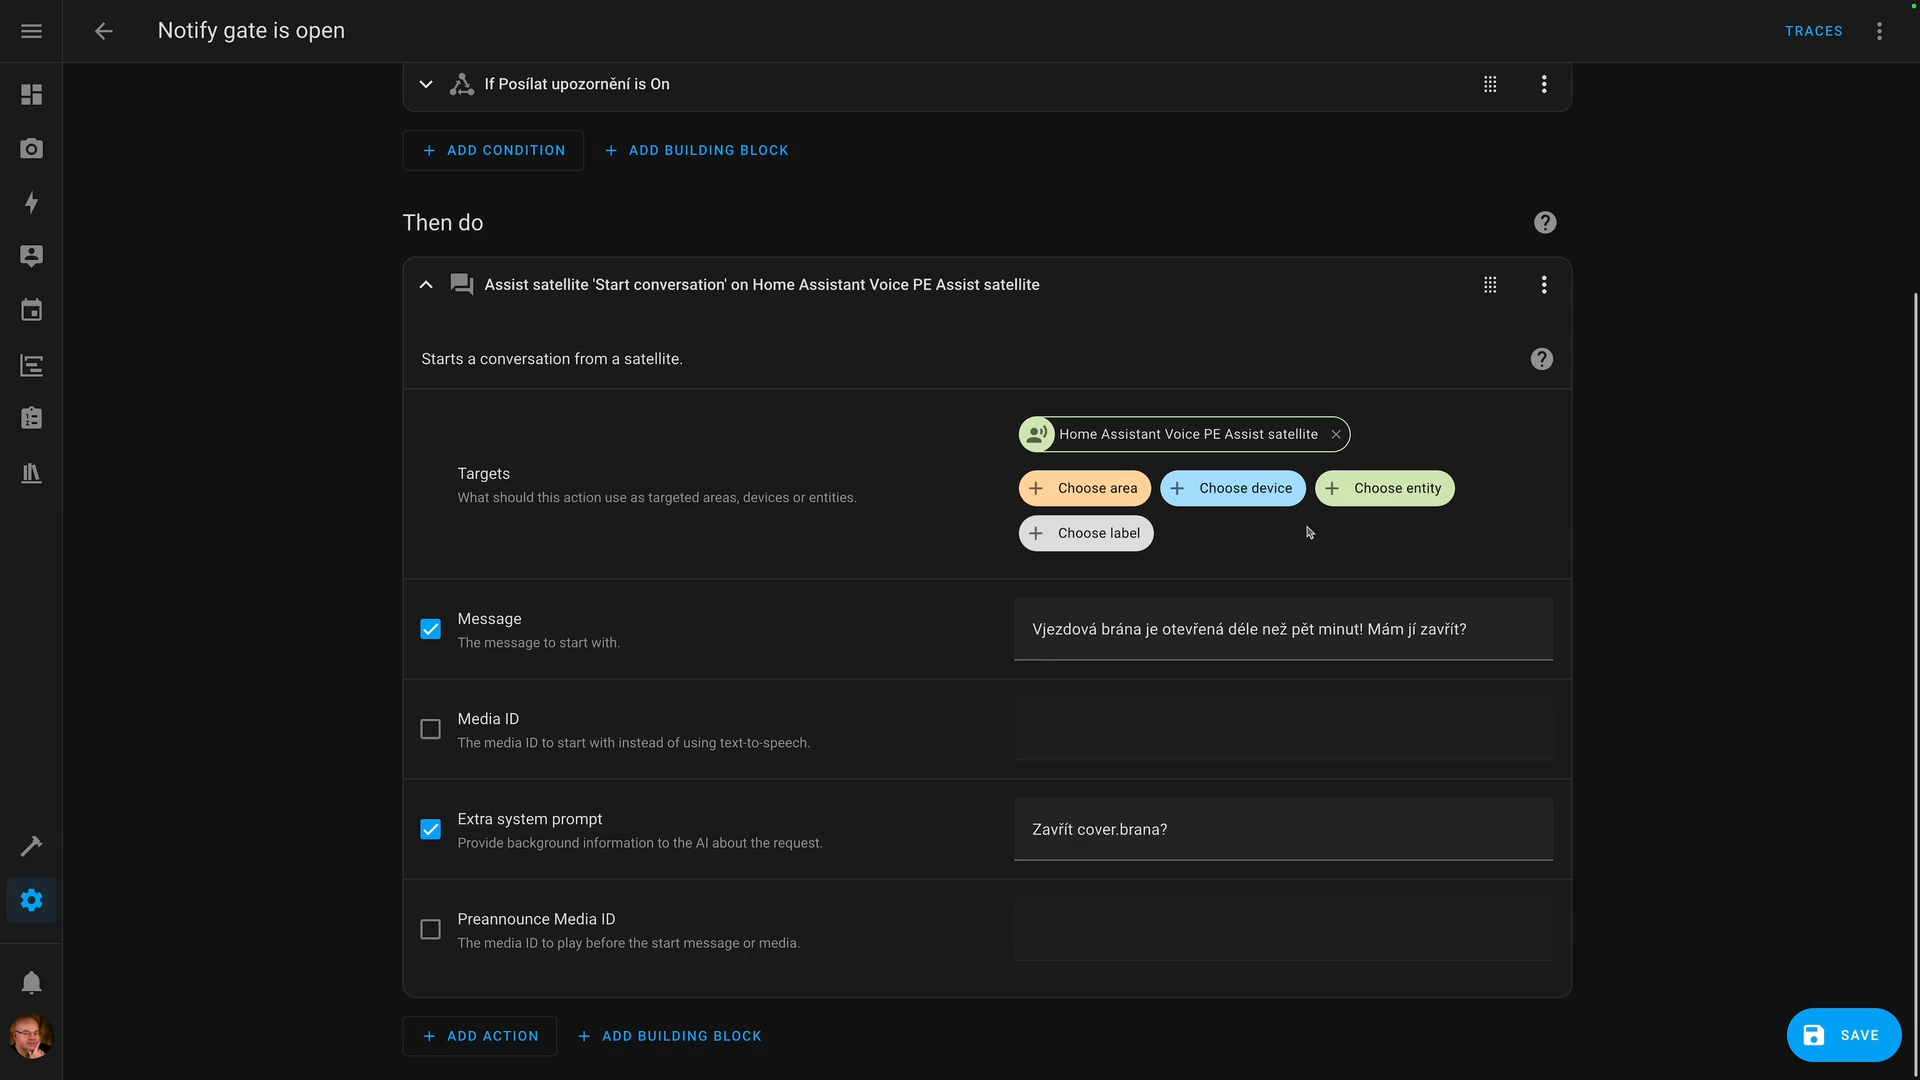 Notify gate is open
TRACES
If Posílat upozornění is On
ADD CONDITION
ADD BUILDING BLOCK
Then do
Assist satellite 'Start conversation' on Home Assistant Voice PE Assist satellite
Starts a conversation from a satellite.
Targets
What should this action use as targeted areas, devices or entities.
Home Assistant Voice PE Assist satellite
Choose area
Choose device
Choose entity
Choose label
Message
The message to start with.
Vjezdová brána je otevřená déle než pět minut! Mám jí zavřít?
Media ID
The media ID to start with instead of using text-to-speech.
Extra system prompt
Provide background information to the AI about the request.
Zavřít cover.brana?
Preannounce Media ID
The media ID to play before the start message or media.
ADD ACTION
ADD BUILDING BLOCK
SAVE